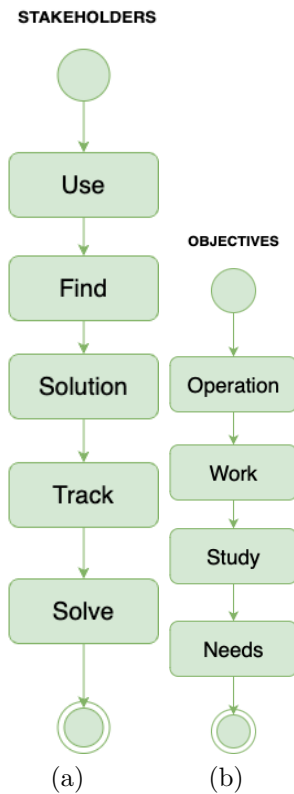 STAKEHOLDERS
Use
Find
Solution
Track
Solve
(a)
OBJECTIVES
Operation
Work
Study
Needs
(b)